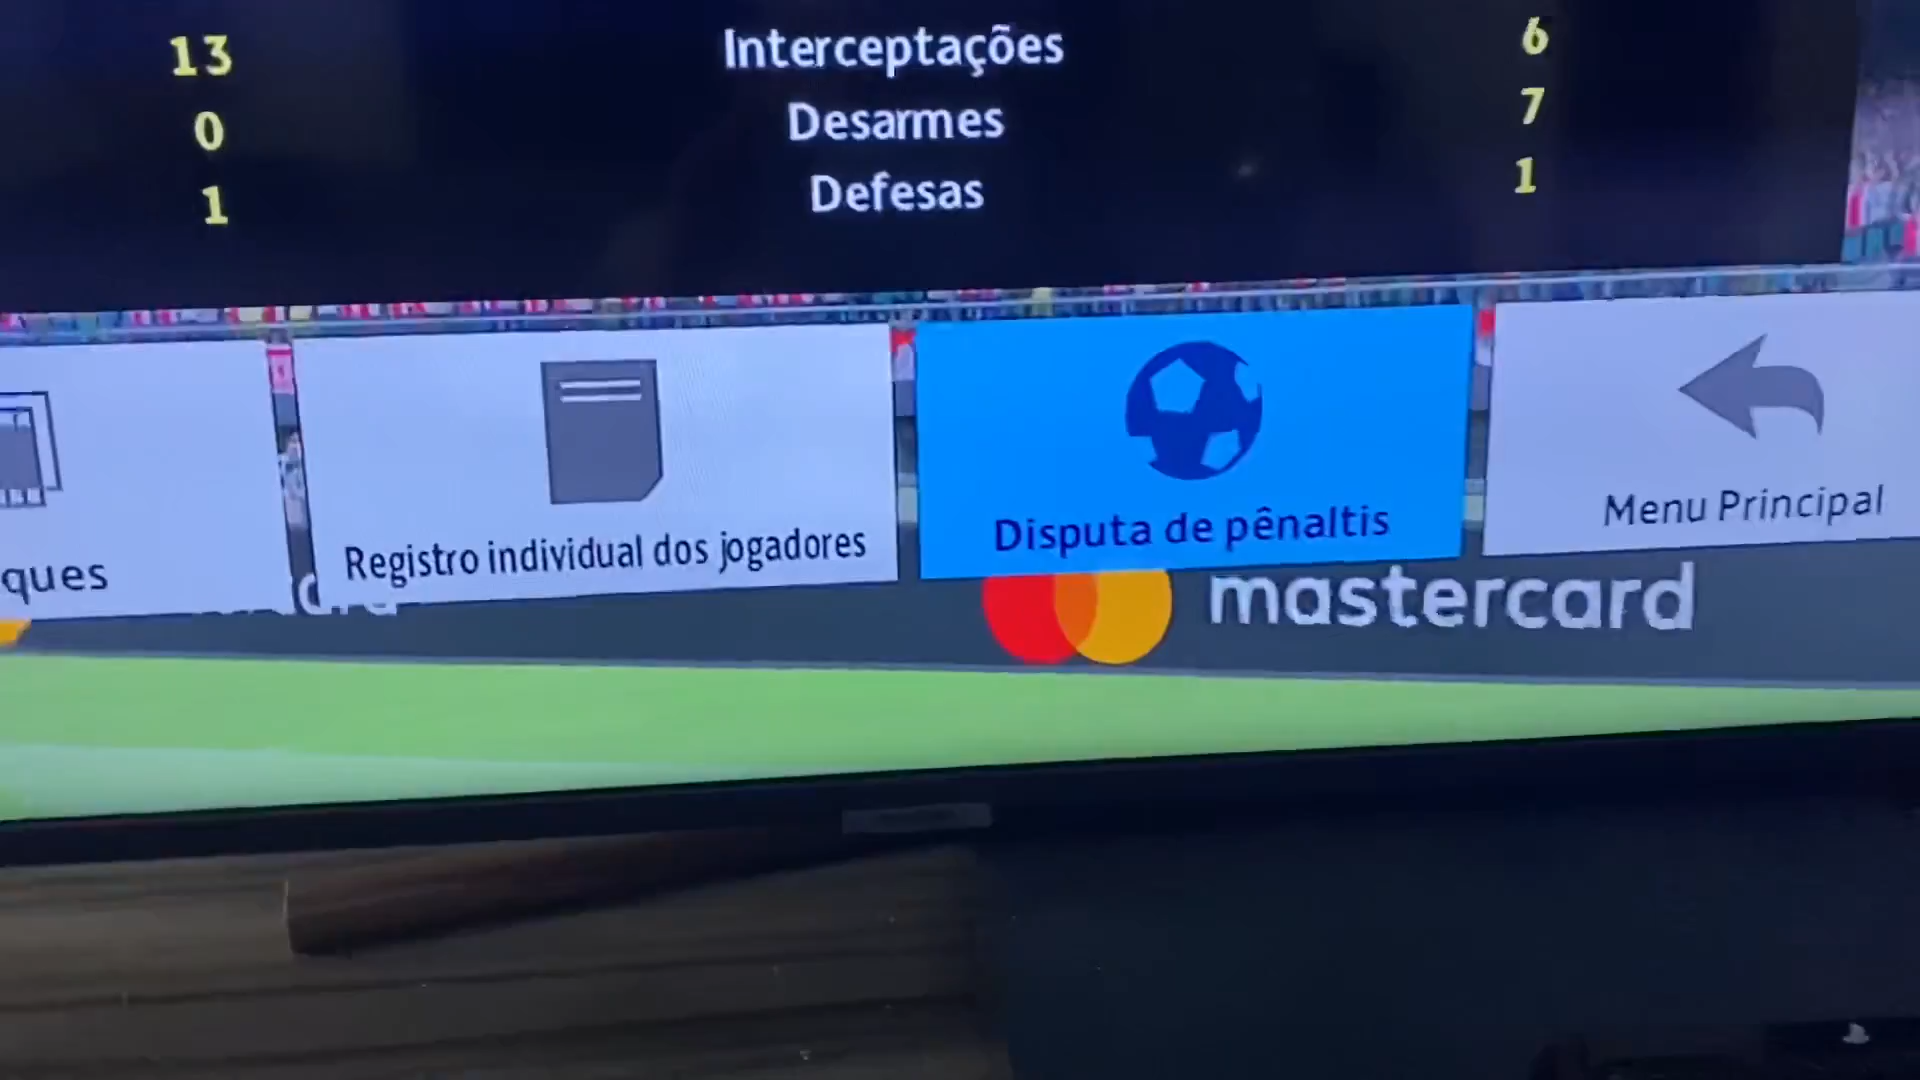 13 Interceptações 6
0 Desarmes 7
1 Defesas 1
ques
Registro individual dos jogadores
Disputa de pênaltis
Menu Principal
mastercard